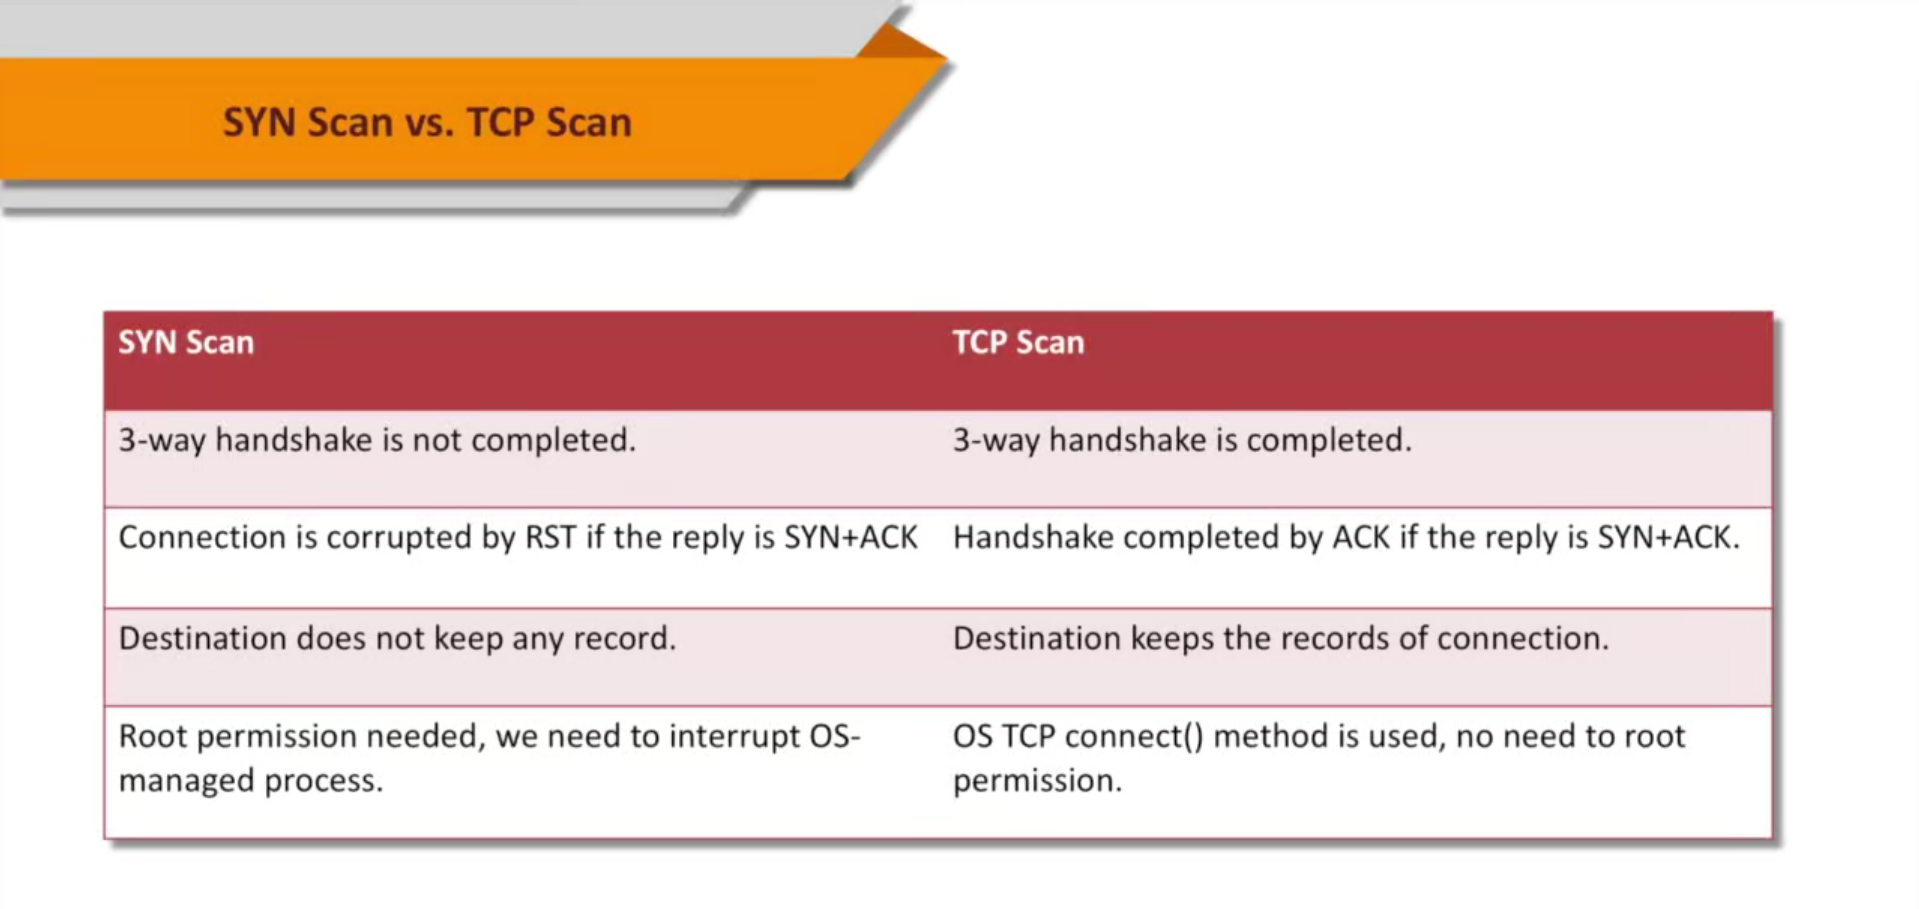 SYN Scan vs. TCP Scan
SYN Scan
TCP Scan
3-way handshake is not completed.
3-way handshake is completed.
Connection is corrupted by RST if the reply is SYN+ACK
Handshake completed by ACK if the reply is SYN+ACK.
Destination does not keep any record.
Destination keeps the records of connection.
Root permission needed, we need to interrupt OS-
managed process.
OS TCP connect() method is used, no need to root
permission.